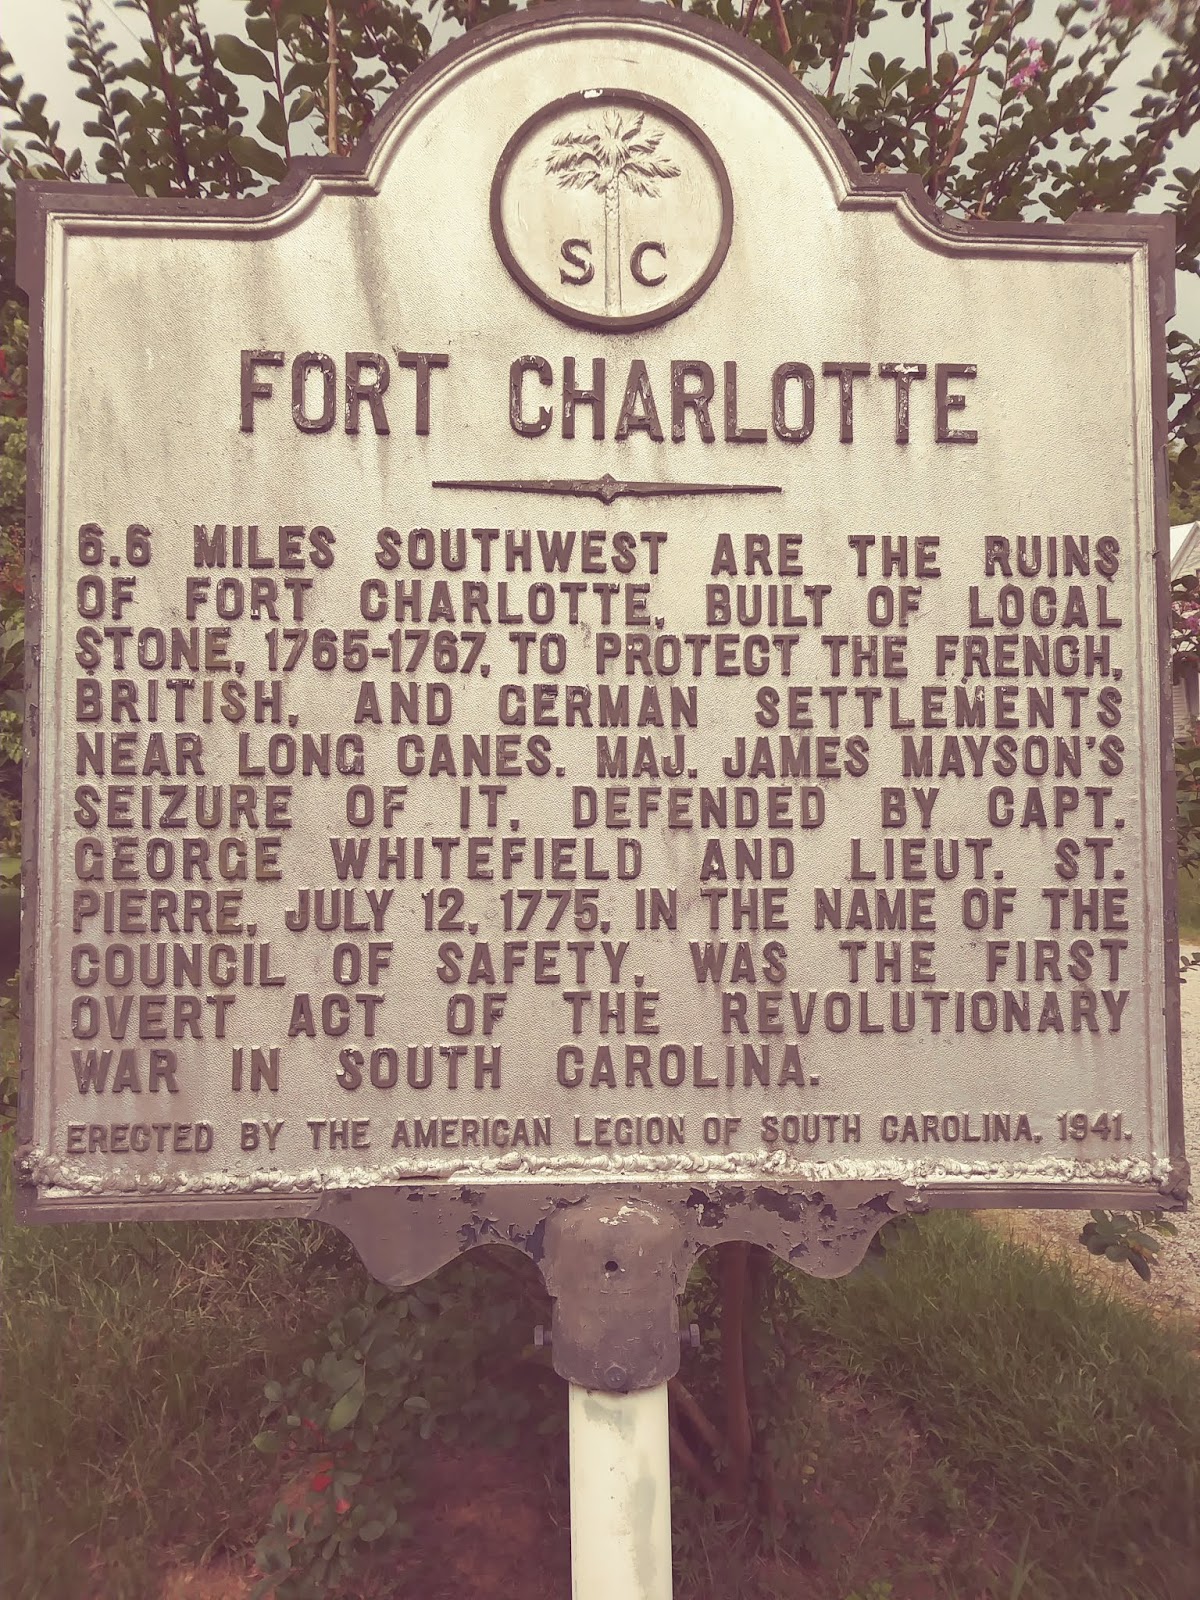 S C
FORT CHARLOTTE
6.6 MILES SOUTHWEST ARE THE RUINS
OF FORT CHARLOTTE, BUILT OF LOCAL
STONE, 1765-1767, TO PROTECT THE FRENCH,
BRITISH, AND GERMAN SETTLEMENTS
NEAR LONG CANES. MAJ. JAMES MAYSON'S
SEIZURE OF IT, DEFENDED BY CAPT.
GEORGE WHITEFIELD AND LIEUT. ST.
PIERRE, JULY 12, 1775, IN THE NAME OF THE
COUNCIL OF SAFETY, WAS THE FIRST
OVERT ACT OF THE REVOLUTIONARY
WAR IN SOUTH CAROLINA.
ERECTED BY THE AMERICAN LEGION OF SOUTH CAROLINA, 1941.